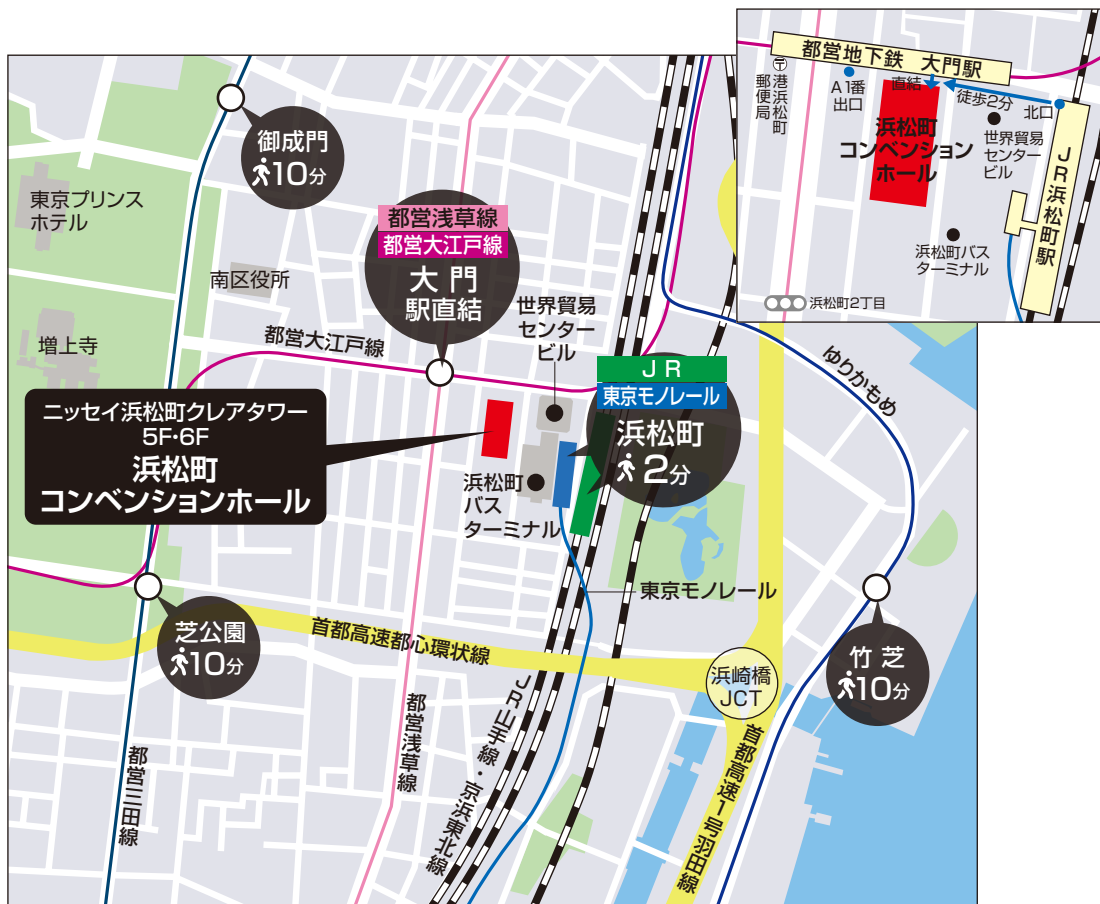 都営地下鉄 大門駅
〒港浜松町
郵便局
A1番
出口
直結
徒歩2分
北口
浜松町
コンベンション
ホール
世界貿易
センター
ビル
JR浜松町駅
浜松町バス
ターミナル
浜松町2丁目
御成門
10分
東京プリンス
ホテル
都営浅草線
都営大江戸線
大門
駅直結
南区役所
世界貿易
センター
ビル
都営大江戸線
増上寺
JR
東京モノレール
浜松町
2分
ゆりかもめ
ニッセイ浜松町クレアタワー
5F・6F
浜松町
コンベンションホール
浜松町
バス
ターミナル
東京モノレール
芝公園
10分
首都高速都心環状線
浜崎橋
JCT
竹芝
10分
都営三田線
都営浅草線
JR山手線・京浜東北線
首都高速1号羽田線